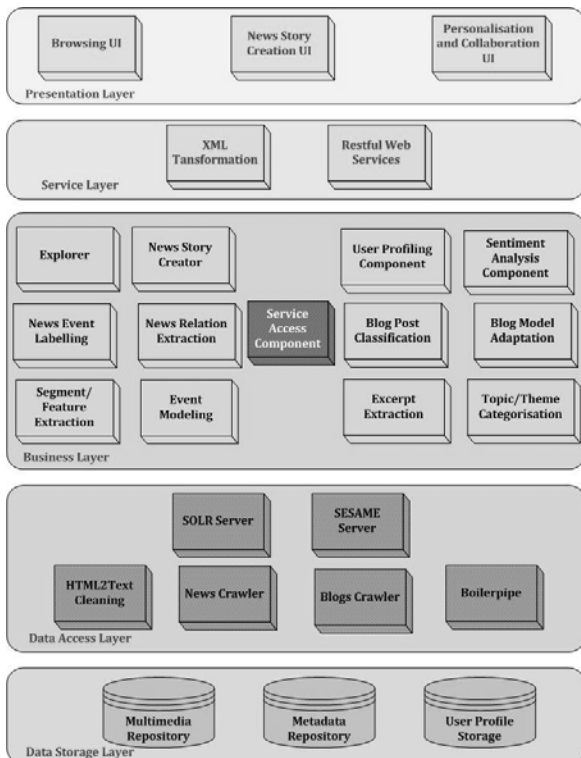 Browsing UI
News Story
Creation UI
Personalisation
and Collaboration
UI
Presentation Layer
XML
Tansformation
Restful Web
Services
Service Layer
Explorer
News Story
Creator
User Profiling
Component
Sentiment
Analysis
Component
News Event
Labelling
News Relation
Extraction
Service
Access
Component
Blog Post
Classification
Blog Model
Adaptation
Segment/
Feature
Extraction
Event
Modeling
Excerpt
Extraction
Topic/Theme
Categorisation
Business Layer
SOLR Server
SESAME
Server
HTML2Text
Cleaning
News Crawler
Blogs Crawler
Boilerpipe
Data Access Layer
Multimedia
Repository
Metadata
Repository
User Profile
Storage
Data Storage Layer